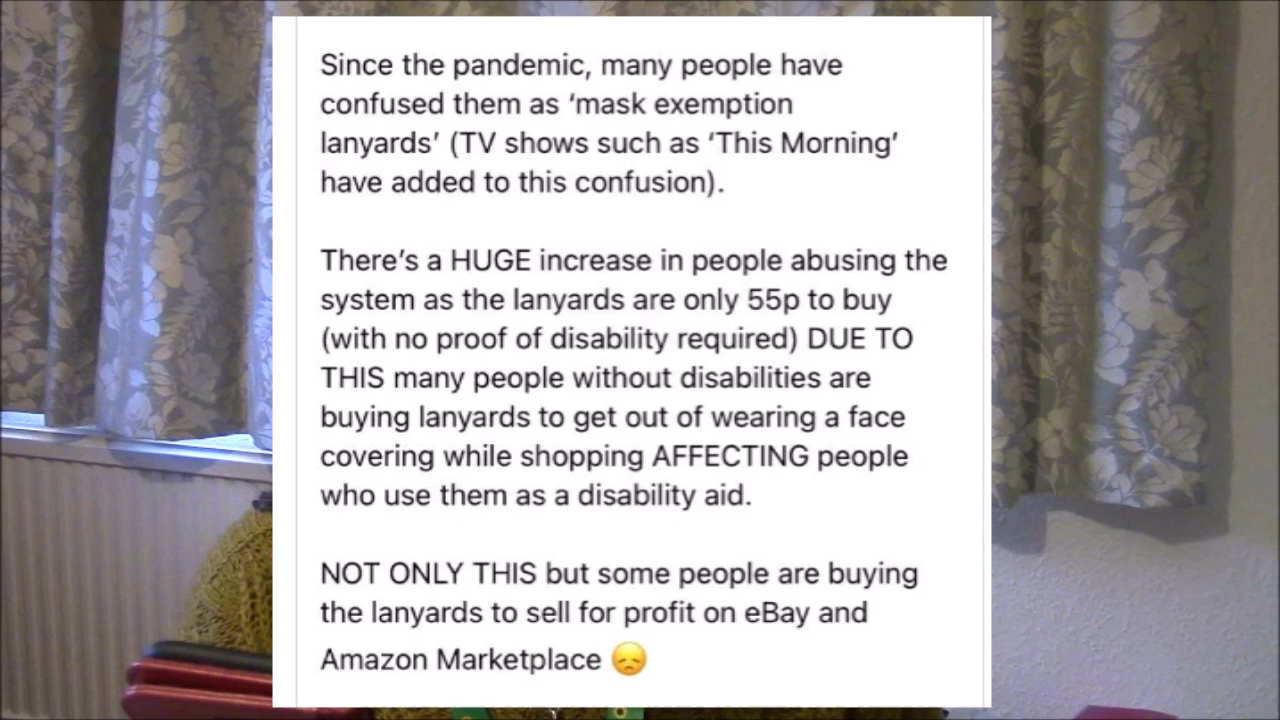 Since the pandemic, many people have
confused them as ‘mask exemption
lanyards’ (TV shows such as ‘This Morning’
have added to this confusion).
There’s a HUGE increase in people abusing the
system as the lanyards are only 55p to buy
(with no proof of disability required) DUE TO
THIS many people without disabilities are
buying lanyards to get out of wearing a face
covering while shopping AFFECTING people
who use them as a disability aid.
NOT ONLY THIS but some people are buying
the lanyards to sell for profit on eBay and
Amazon Marketplace 😞